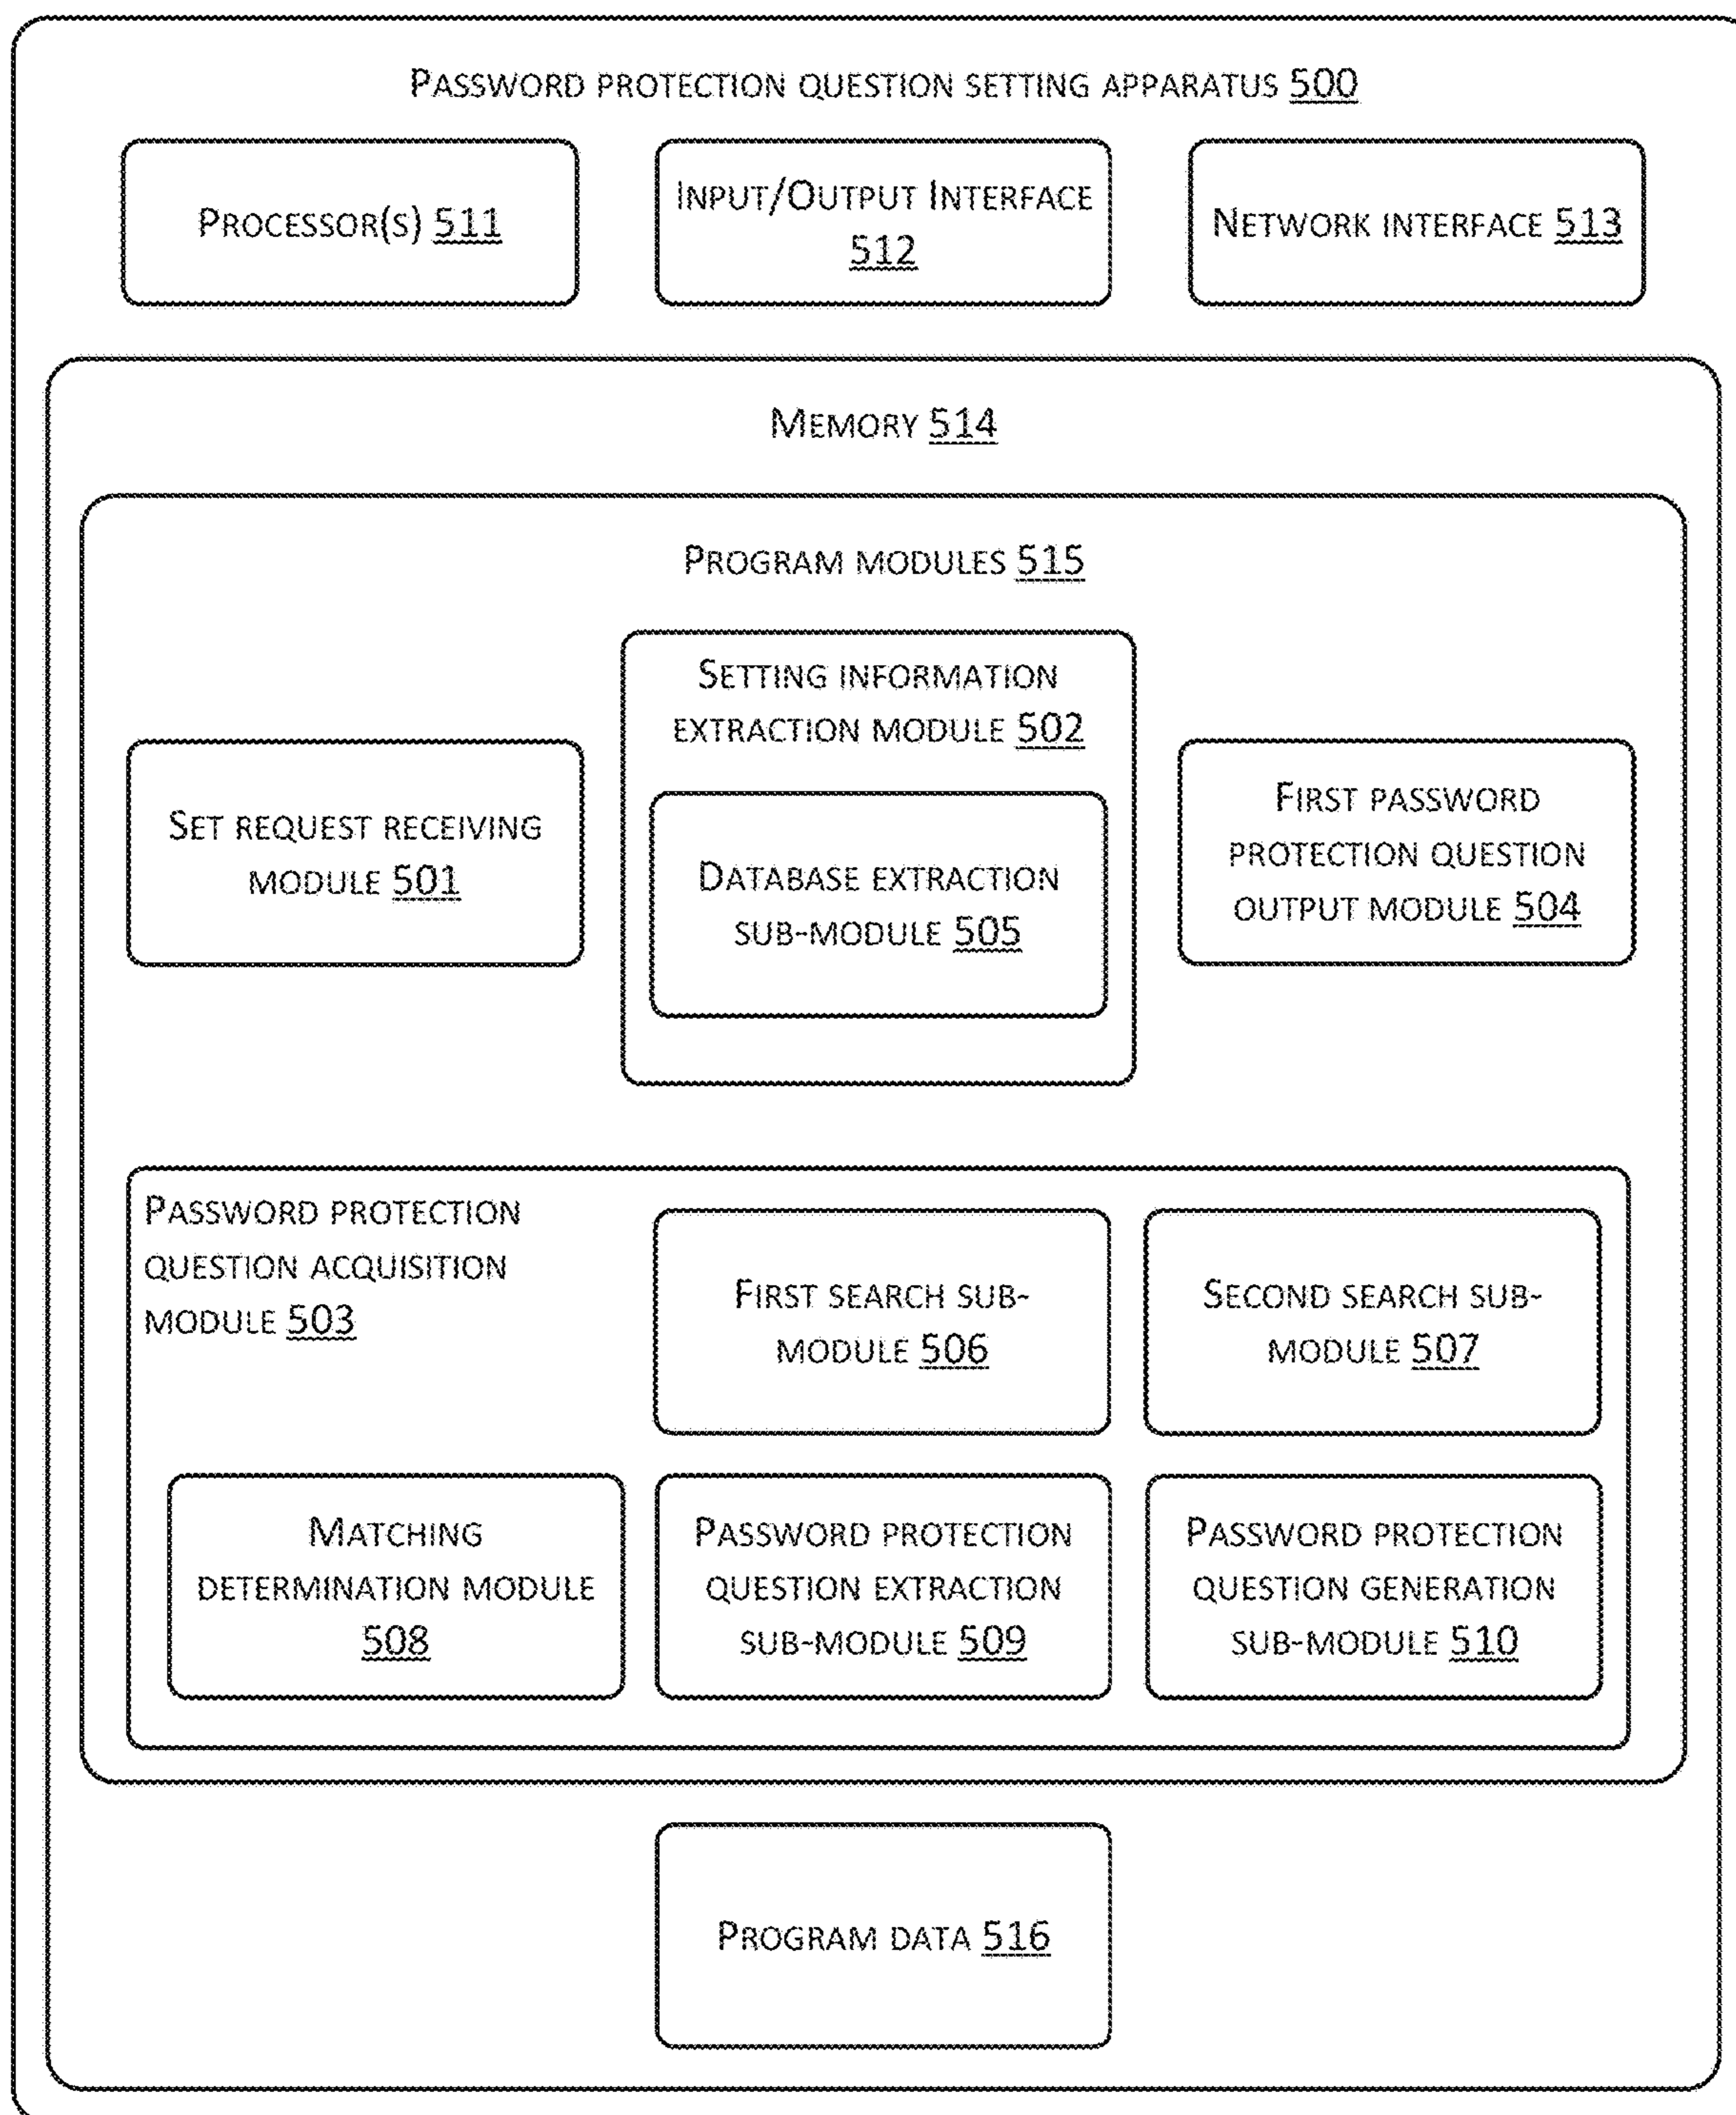 Password protection question setting apparatus 500
Processor(s) 511
Input/Output Interface
512
Network interface 513
Memory 514
Program modules 515
Setting information
extraction module 502
Database extraction
sub-module 505
Set request receiving
module 501
First password
protection question
output module 504
Password protection
question acquisition
module 503
First search sub-
module 506
Second search sub-
module 507
Matching
determination module
508
Password protection
question extraction
sub-module 509
Password protection
question generation
sub-module 510
Program data 516